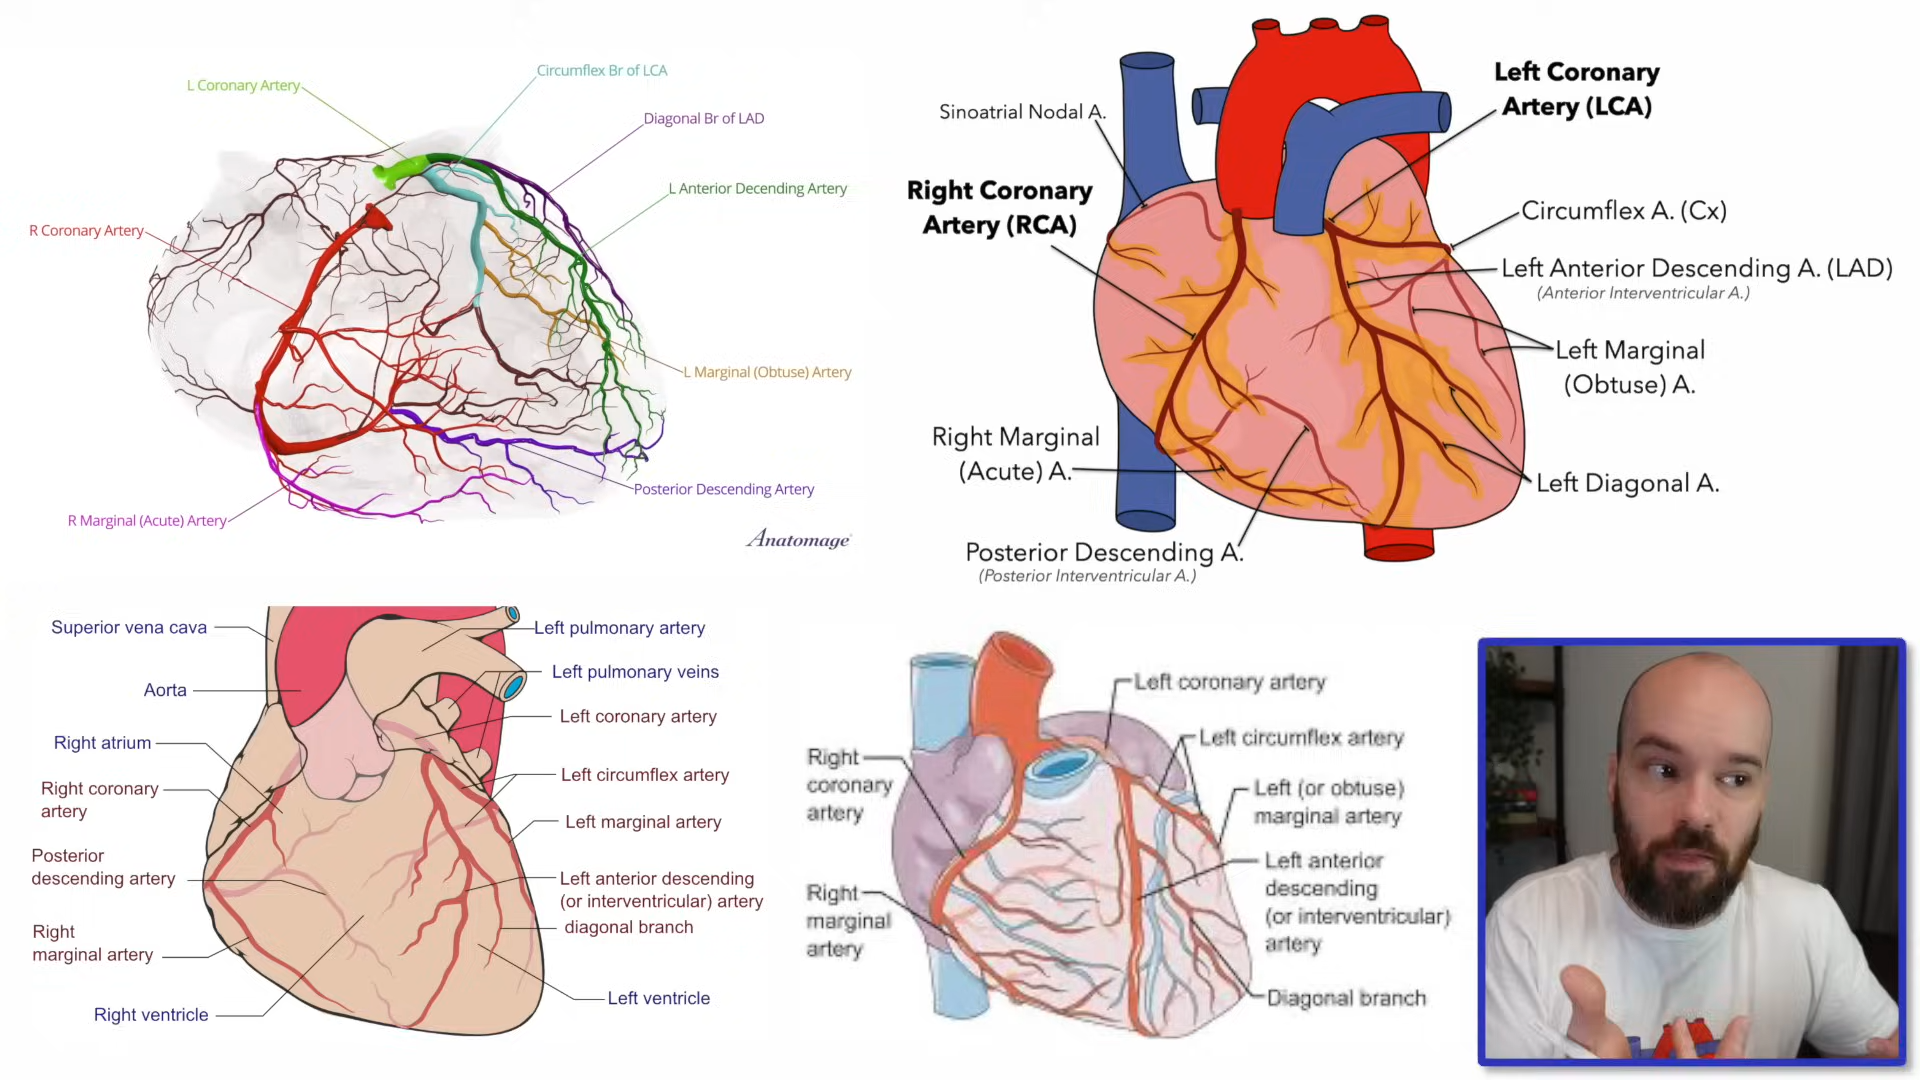 L Coronary Artery
Circumflex Br of LCA
Diagonal Br of LAD
L Anterior Decending Artery
R Coronary Artery
L Marginal (Obtuse) Artery
Posterior Descending Artery
R Marginal (Acute) Artery
Anatomage
Left Coronary
Artery (LCA)
Sinoatrial Nodal A.
Right Coronary
Artery (RCA)
Circumflex A. (Cx)
Left Anterior Descending A. (LAD)
(Anterior Interventricular A.)
Left Marginal
(Obtuse) A.
Right Marginal
(Acute) A.
Left Diagonal A.
Posterior Descending A.
(Posterior Interventricular A.)
Superior vena cava
Left pulmonary artery
Left pulmonary veins
Aorta
Left coronary artery
Right atrium
Left circumflex artery
Right coronary
artery
Left marginal artery
Posterior
descending artery
Left anterior descending
(or interventricular) artery
diagonal branch
Right
marginal artery
Left ventricle
Right ventricle
Left coronary artery
Left circumflex artery
Right
coronary
artery
Left (or obtuse)
marginal artery
Left anterior
descending
(or interventricular)
artery
Right
marginal
artery
Diagonal branch